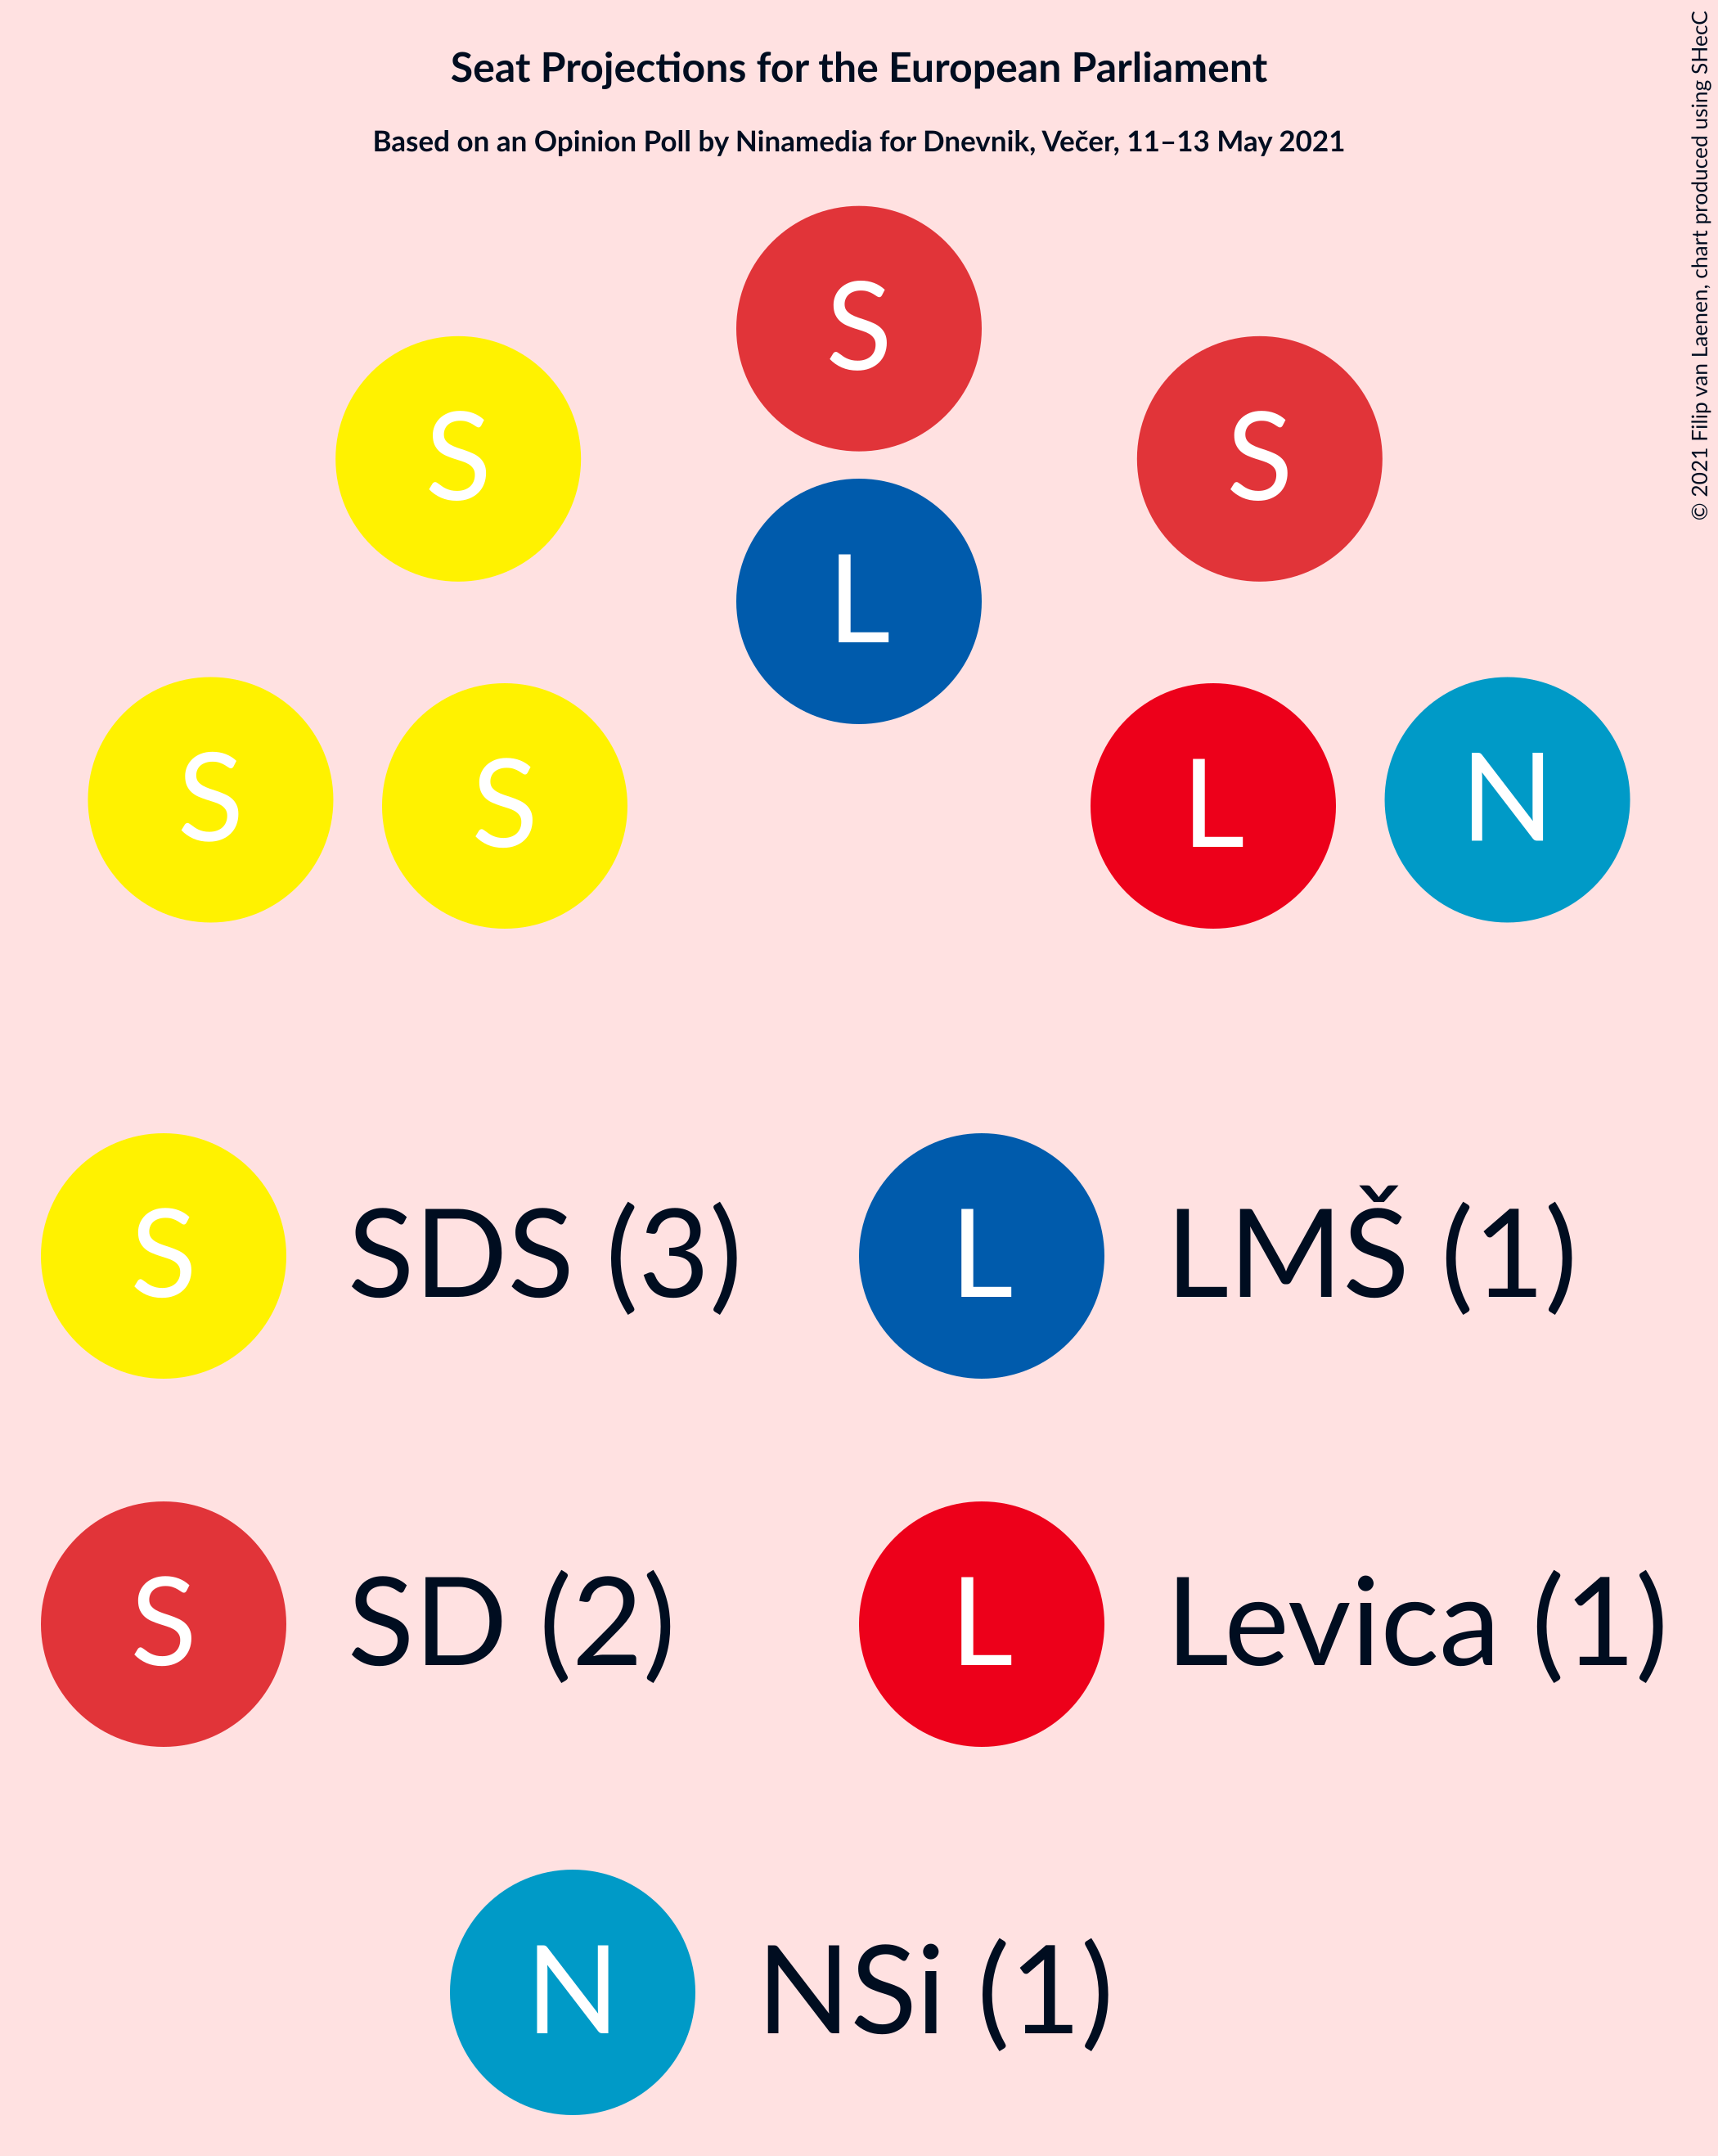 Seat Projections for the European Parliament
Based on an Opinion Poll by Ninamedia for Dnevnik, Večer, 11–13 May 2021
© 2021 Filip van Laenen, chart produced using SHecC
S
S
S
L
S
S
L
N
S SDS (3)
L LMŠ (1)
S SD (2)
L Levica (1)
N NSi (1)